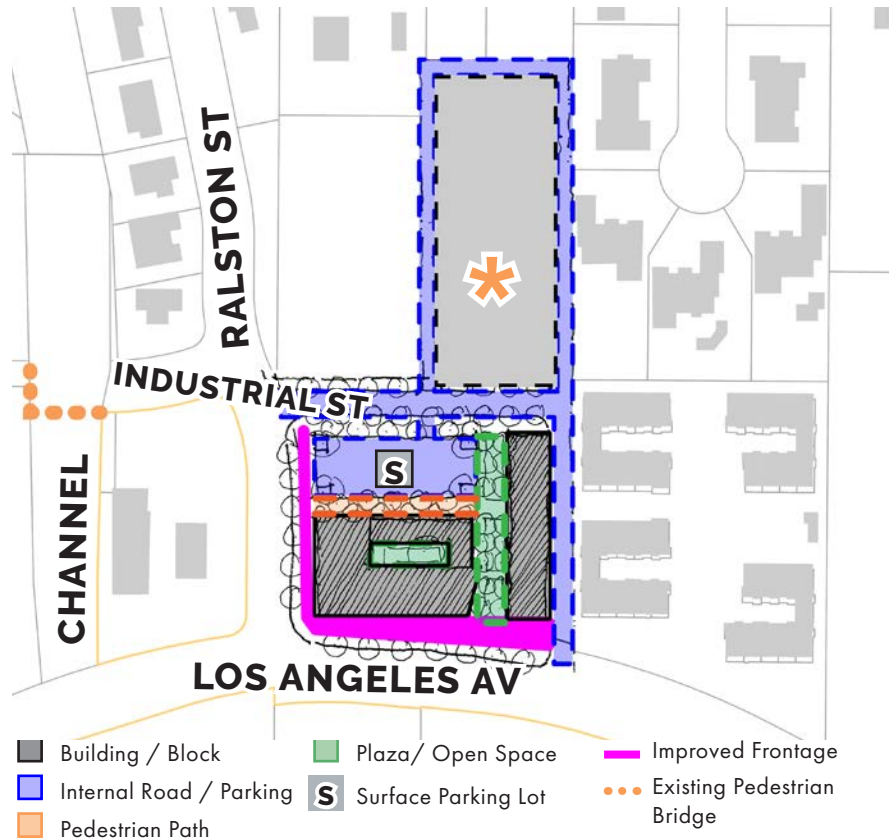 RALSTON ST
*
INDUSTRIAL ST
S
CHANNEL
LOS ANGELES AV
Building / Block
Plaza/ Open Space
Improved Frontage
Internal Road / Parking
S Surface Parking Lot
Existing Pedestrian
Bridge
Pedestrian Path